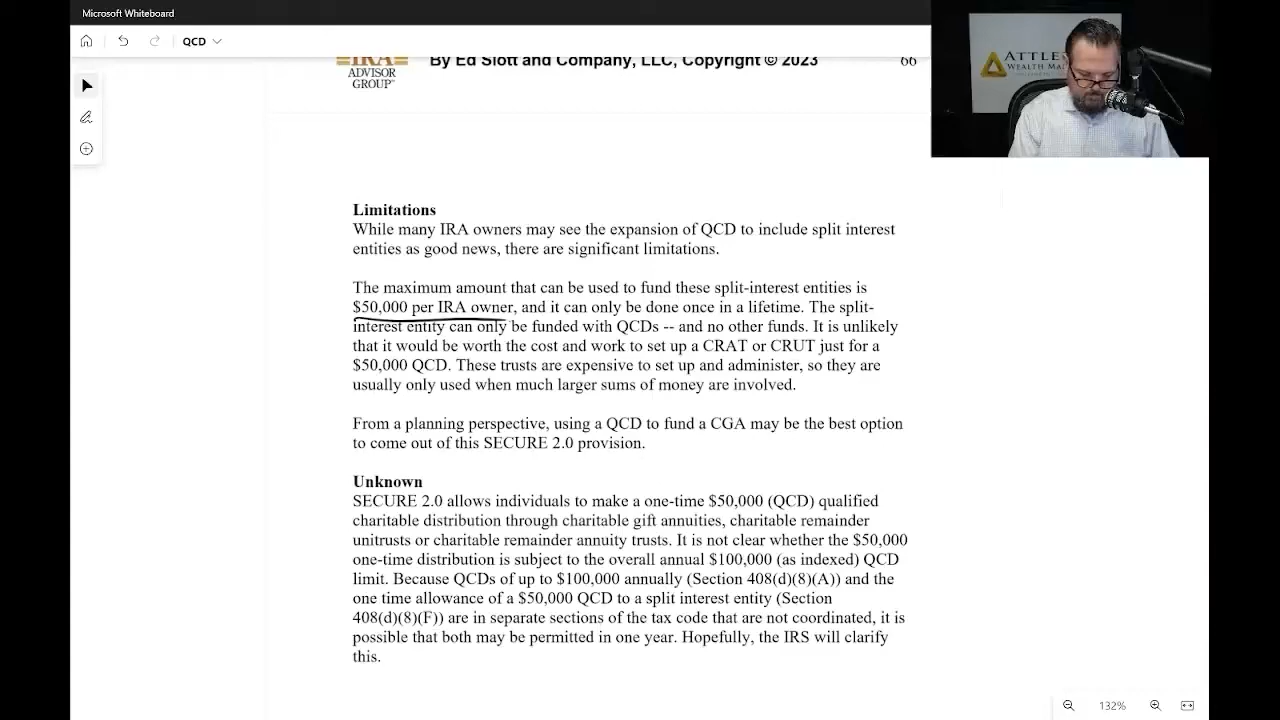 Microsoft Whiteboard
QCD
IRA
ADVISOR
GROUP™
By Ed Slott and Company, LLC, Copyright © 2023
66
WEALTH MA
Limitations
While many IRA owners may see the expansion of QCD to include split interest
entities as good news, there are significant limitations.
The maximum amount that can be used to fund these split-interest entities is
$50,000 per IRA owner, and it can only be done once in a lifetime. The split-
interest entity can only be funded with QCDs -- and no other funds. It is unlikely
that it would be worth the cost and work to set up a CRAT or CRUT just for a
$50,000 QCD. These trusts are expensive to set up and administer, so they are
usually only used when much larger sums of money are involved.
From a planning perspective, using a QCD to fund a CGA may be the best option
to come out of this SECURE 2.0 provision.
Unknown
SECURE 2.0 allows individuals to make a one-time $50,000 (QCD) qualified
charitable distribution through charitable gift annuities, charitable remainder
unitrusts or charitable remainder annuity trusts. It is not clear whether the $50,000
one-time distribution is subject to the overall annual $100,000 (as indexed) QCD
limit. Because QCDs of up to $100,000 annually (Section 408(d)(8)(A)) and the
one time allowance of a $50,000 QCD to a split interest entity (Section
408(d)(8)(F)) are in separate sections of the tax code that are not coordinated, it is
possible that both may be permitted in one year. Hopefully, the IRS will clarify
this.
132%